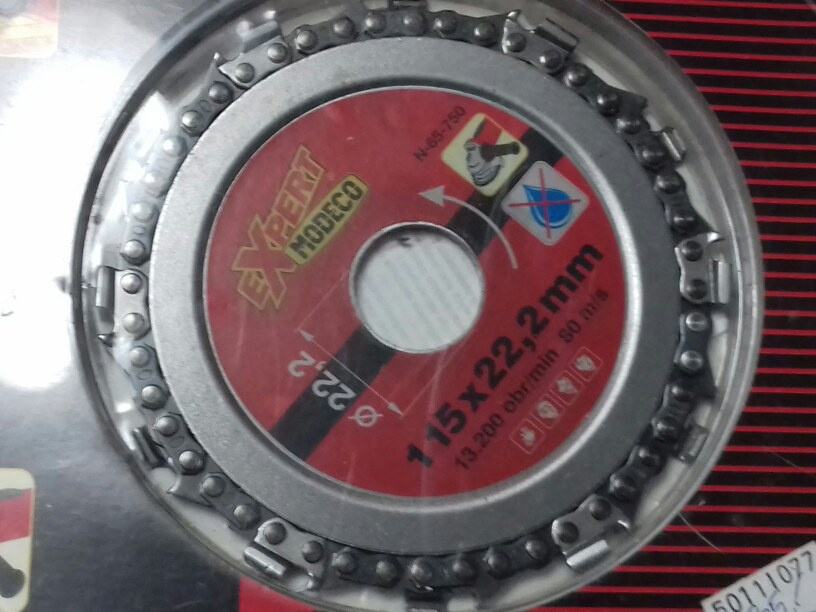 N-65-750
EXPERT
MODECO
Ø 22,2
115x22,2mm
13.200 obr/min 80 m/s
50111077